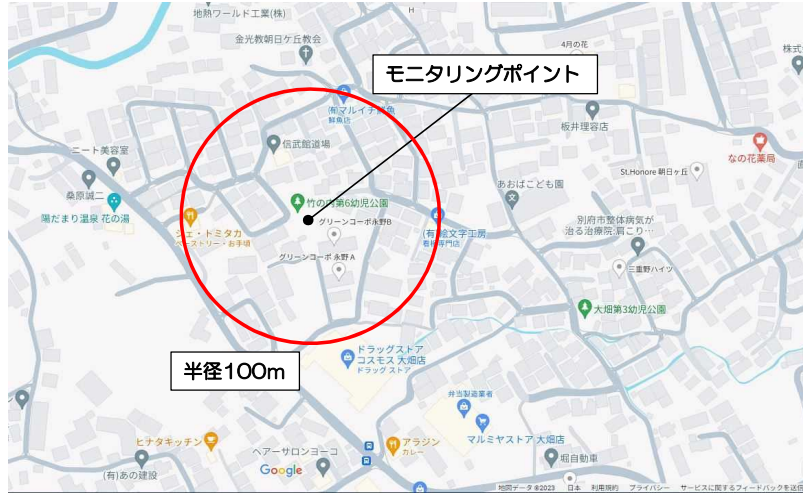 地熱ワールド工業(株)
H
金光教朝日ケ丘教会
4月の花
株式
モニタリングポイント
(有)マルイチ鮮魚
鮮魚店
板井理容店
信武館道場
ニート美容室
なの花薬局
St.Honore 朝日ヶ丘
桑原誠二
あおばこども園
竹の内第6幼児公園
陽だまり温泉 花の湯
グリーンコーポ永野B
ジェ・ドミタカ
ペーストリー・お手頃
(有)絵文字工房
看板専門店
別府市整体病気が
治る治療院,肩こり…
グリーンコーポ 永野 A
三重野ハイツ
大畑第3幼児公園
ドラッグストア
コスモス 大畑店
ドラッグ ストア
半径100m
弁当製造業者
マルミヤストア 大畑店
ヒナタキッチン
アラジン
カレー
ヘアーサロンヨーコ
堀自動車
(有)あの建設
Google
地図データ ©2023 日本 利用規約 プライバシー サービスに関するフィードバックを送信